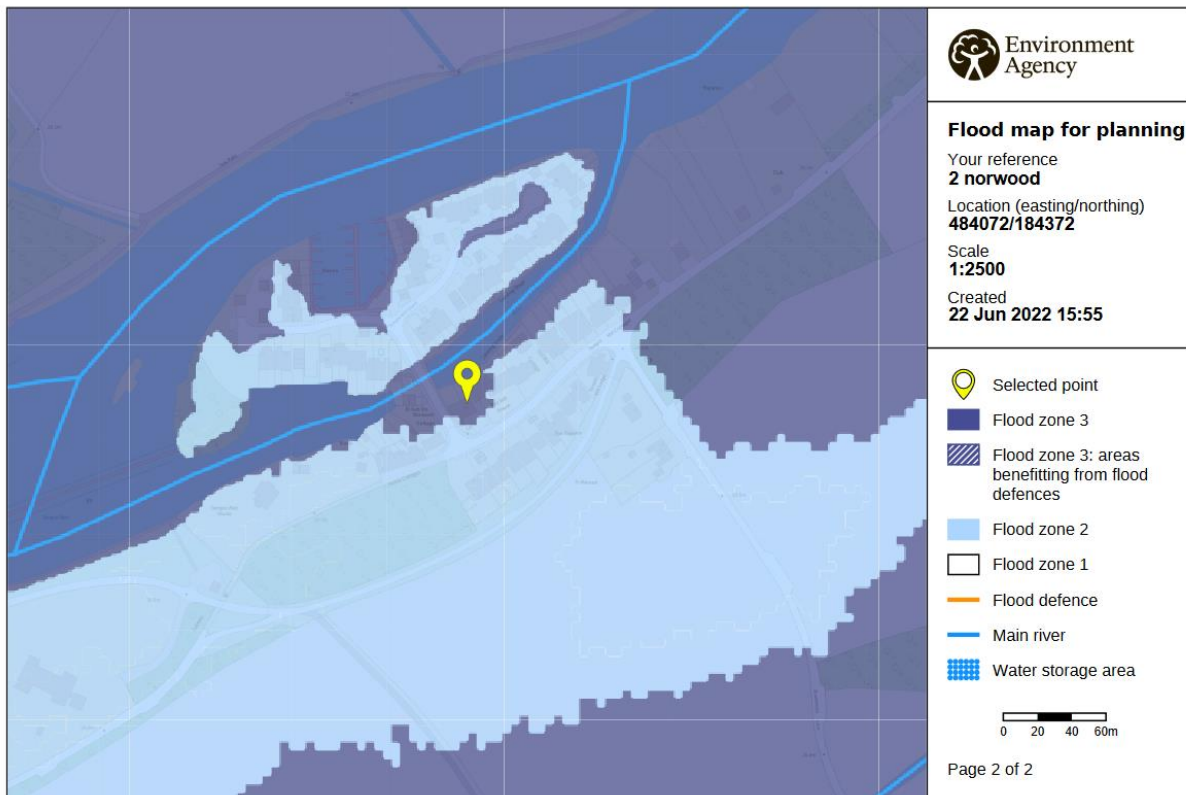 Environment
Agency
Flood map for planning
Your reference
2 norwood
Location (easting/northing)
484072/184372
Scale
1:2500
Created
22 Jun 2022 15:55
Selected point
Flood zone 3
Flood zone 3: areas
benefitting from flood
defences
Flood zone 2
Flood zone 1
Flood defence
Main river
Water storage area
0 20 40 60m
Page 2 of 2